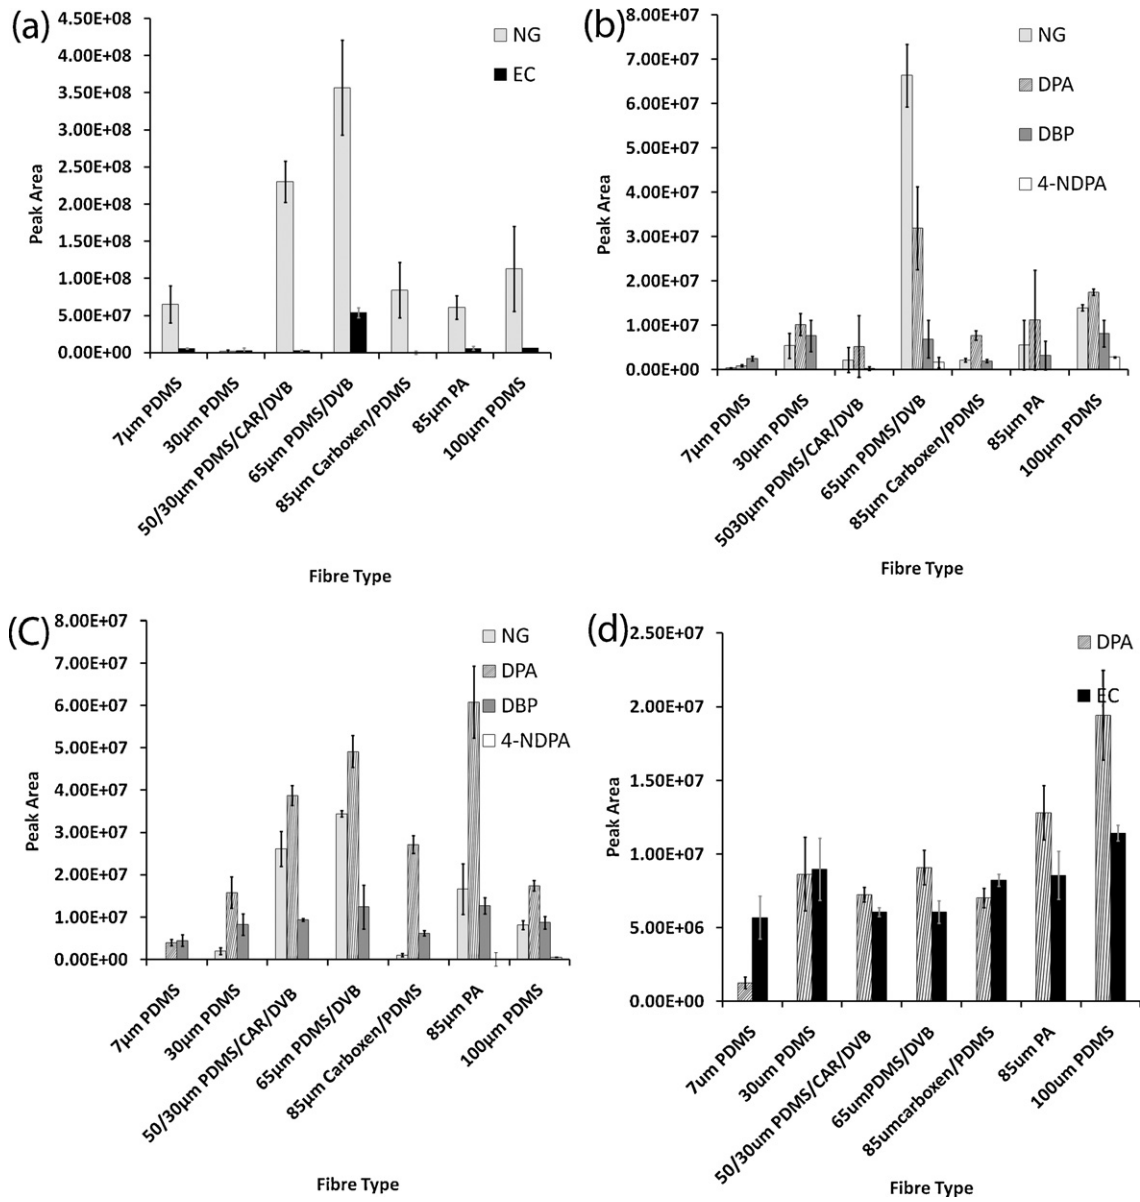 (a)
4.50E+08
4.00E+08
3.50E+08
3.00E+08
2.50E+08
2.00E+08
1.50E+08
1.00E+08
5.00E+07
0.00E+00
Peak Area
NG
EC
7µm PDMS
30µm PDMS
50/30µm PDMS/CAR/DVB
65µm PDMS/DVB
85µm Carboxen/PDMS
85µm PA
100µm PDMS
Fibre Type
(b)
8.00E+07
7.00E+07
6.00E+07
5.00E+07
4.00E+07
3.00E+07
2.00E+07
1.00E+07
0.00E+00
Peak Area
NG
DPA
DBP
4-NDPA
7µm PDMS
30µm PDMS
5030µm PDMS/CAR/DVB
65µm PDMS/DVB
85µm Carboxen/PDMS
85µm PA
100µm PDMS
Fibre Type
(C)
8.00E+07
7.00E+07
6.00E+07
5.00E+07
4.00E+07
3.00E+07
2.00E+07
1.00E+07
0.00E+00
Peak Area
NG
DPA
DBP
4-NDPA
7µm PDMS
30µm PDMS
50/30µm PDMS/CAR/DVB
65µm PDMS/DVB
85µm Carboxen/PDMS
85µm PA
100µm PDMS
Fibre Type
(d)
2.50E+07
2.00E+07
1.50E+07
1.00E+07
5.00E+06
0.00E+00
Peak Area
DPA
EC
7um PDMS
30um PDMS
50/30um PDMS/CAR/DVB
65umPDMS/DVB
85umcarboxen/PDMS
85um PA
100um PDMS
Fibre Type